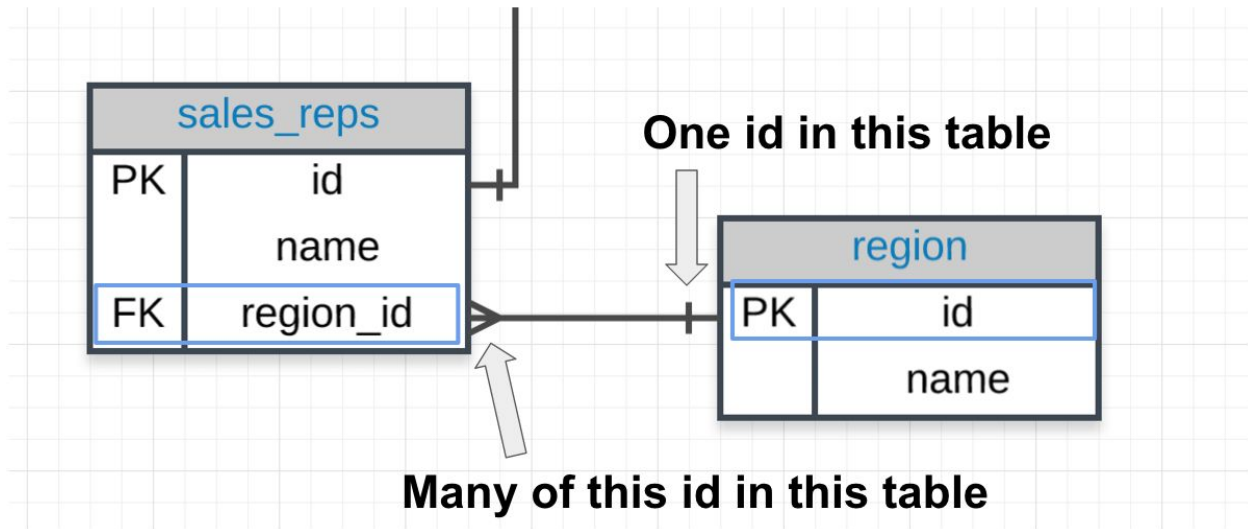 sales_reps
PK id
name
FK region_id
One id in this table
region
PK id
name
Many of this id in this table